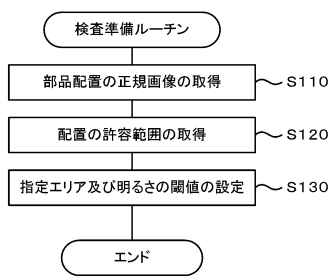 検査準備ルーチン
部品配置の正規画像の取得 S110
配置の許容範囲の取得 S120
指定エリア及び明るさの閾値の設定 S130
エンド